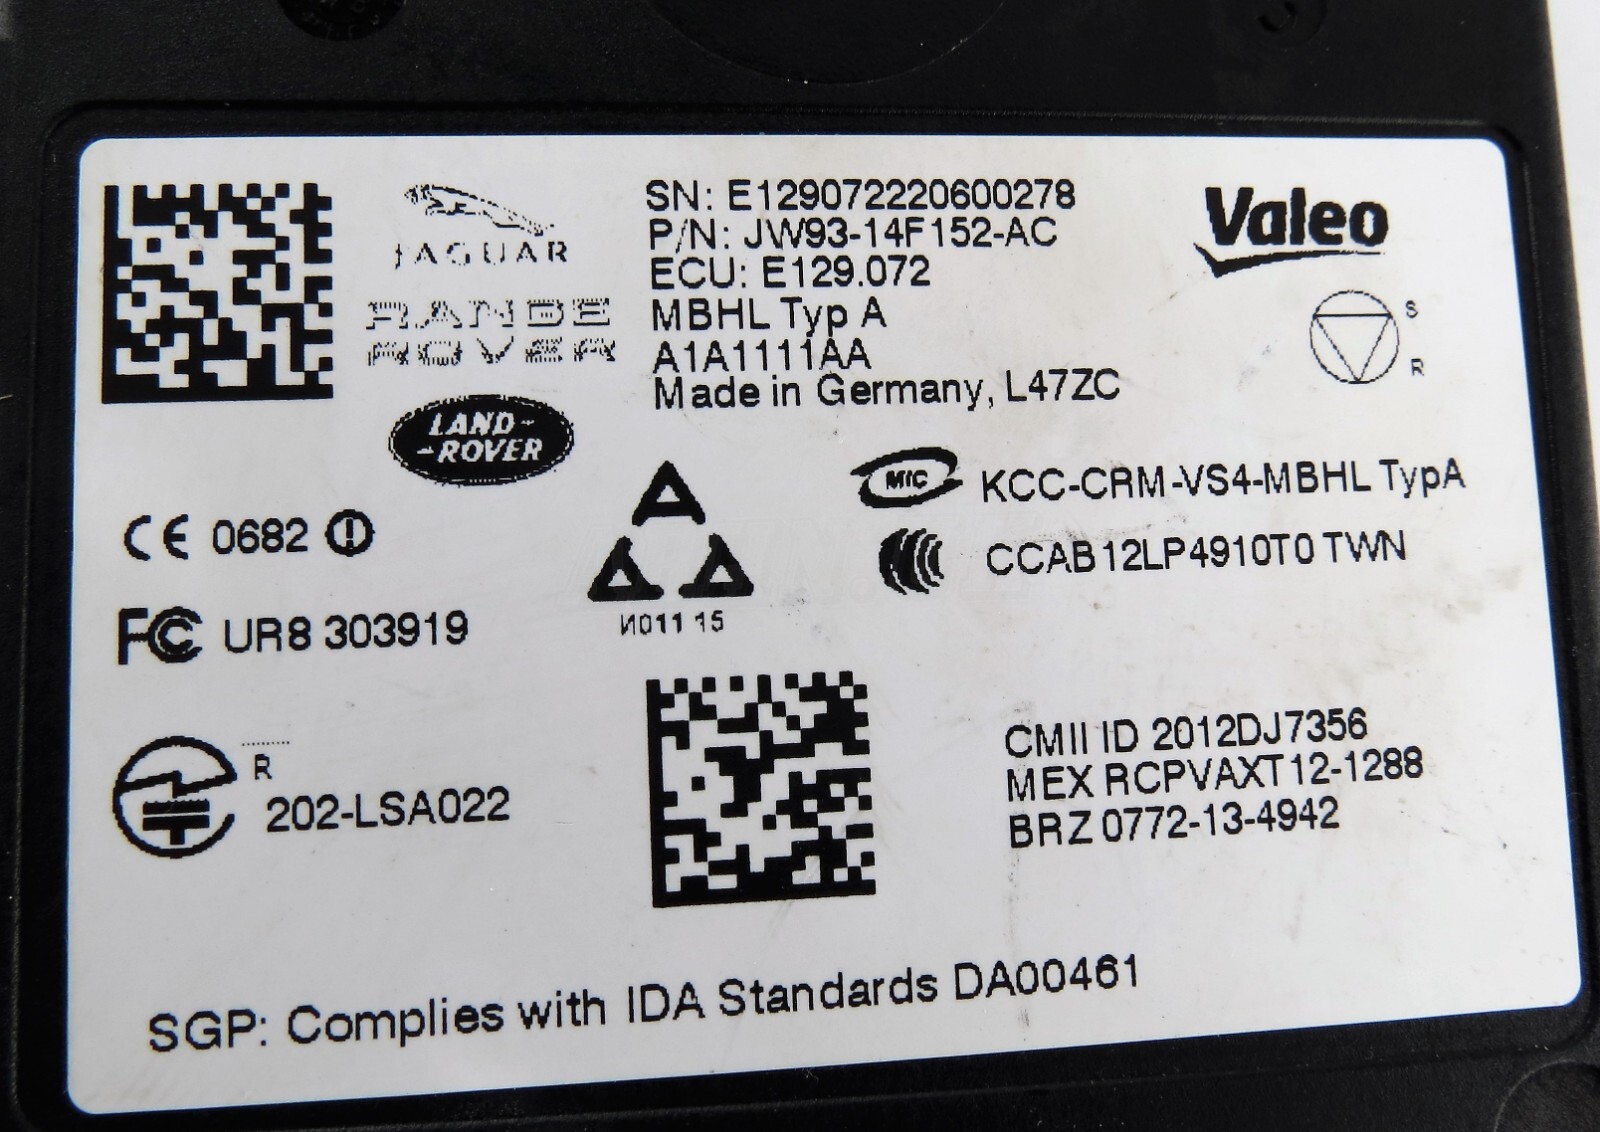 JAGUAR
RANGE
ROVER
LAND-
-ROVER
SN: E129072220600278
P/N: JW93-14F152-AC
ECU: E129.072
MBHL Typ A
A1A1111AA
Made in Germany, L47ZC
Valeo
S
R
CE 0682
FC UR8 303919
N011 15
MIC KCC-CRM-VS4-MBHL TypA
CCAB12LP4910T0 TWN
R
202-LSA022
CMII ID 2012DJ7356
MEX RCPVAXT12-1288
BRZ 0772-13-4942
SGP: Complies with IDA Standards DA00461